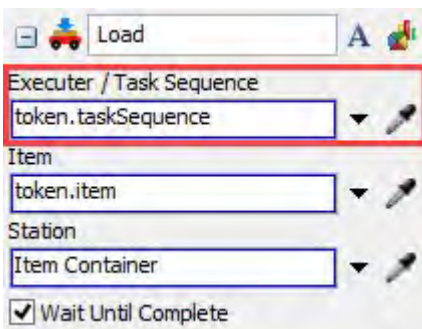 Load A
Executer / Task Sequence
token.taskSequence
Item
token.item
Station
Item Container
Wait Until Complete